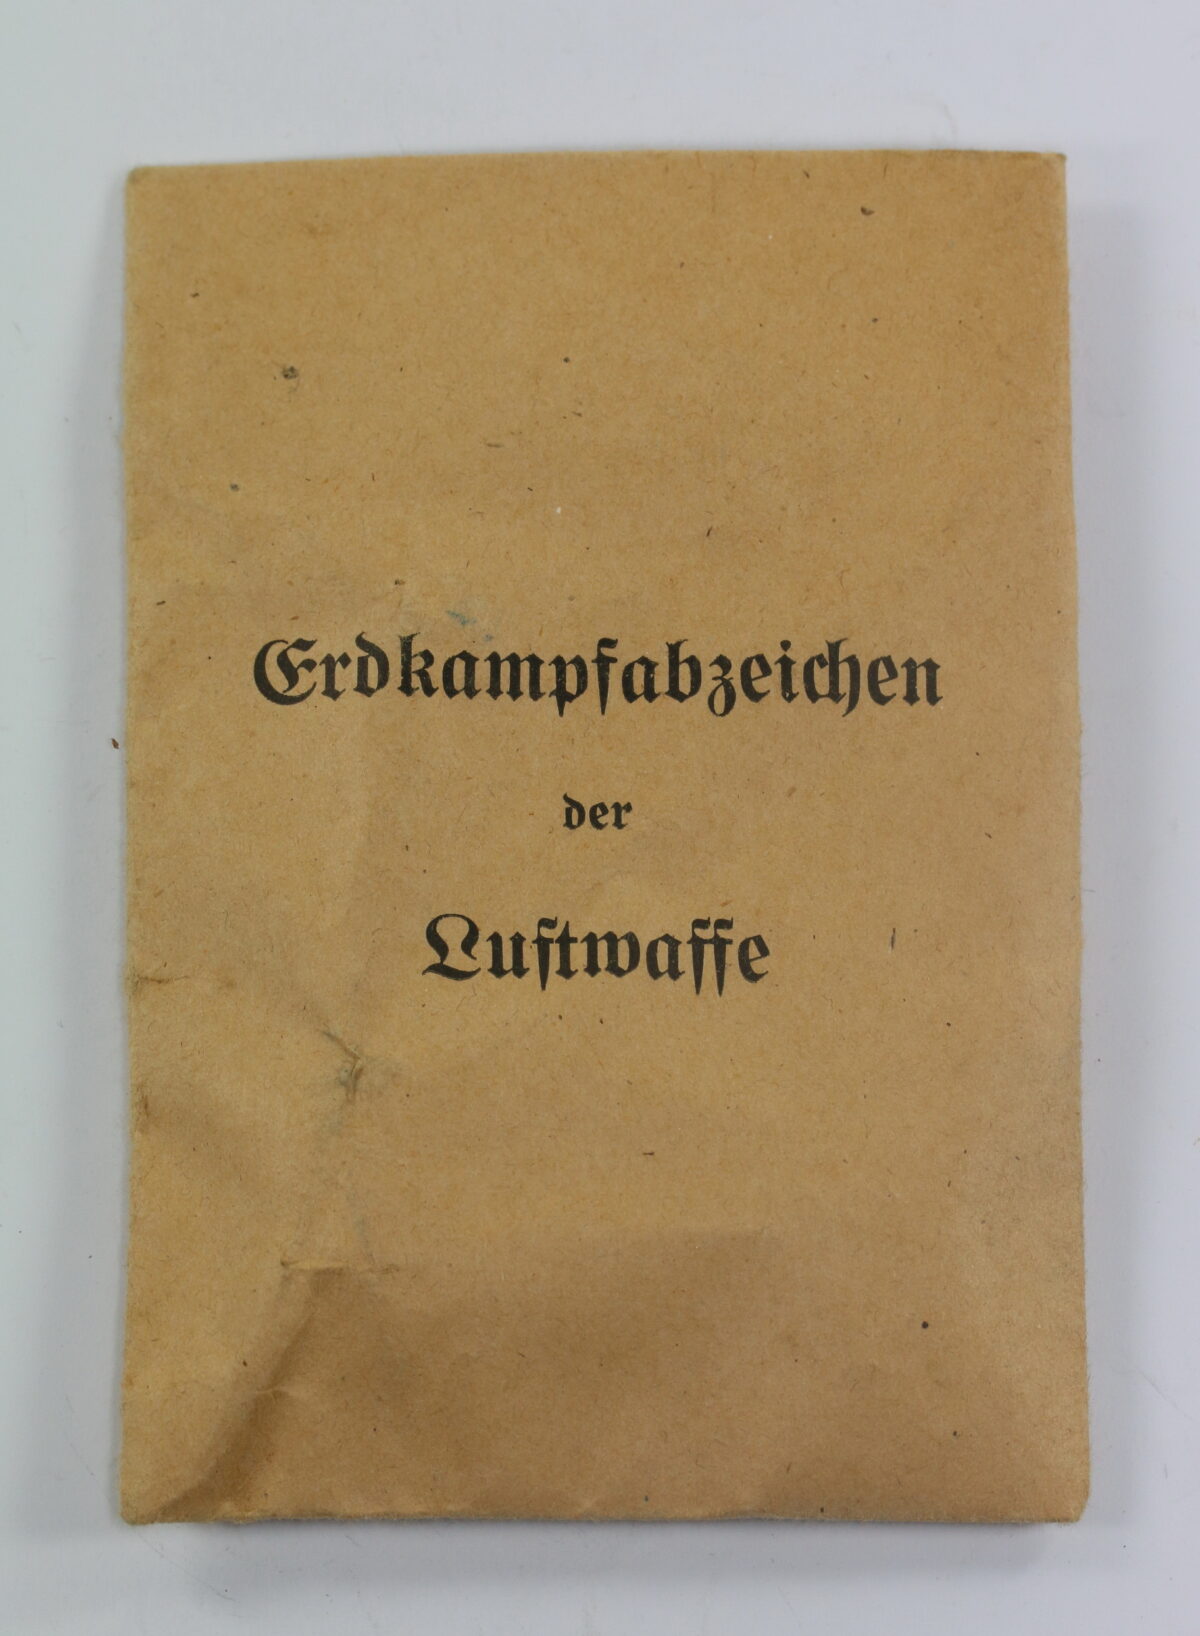 Erdkampfabzeichen
der
Luftwaffe